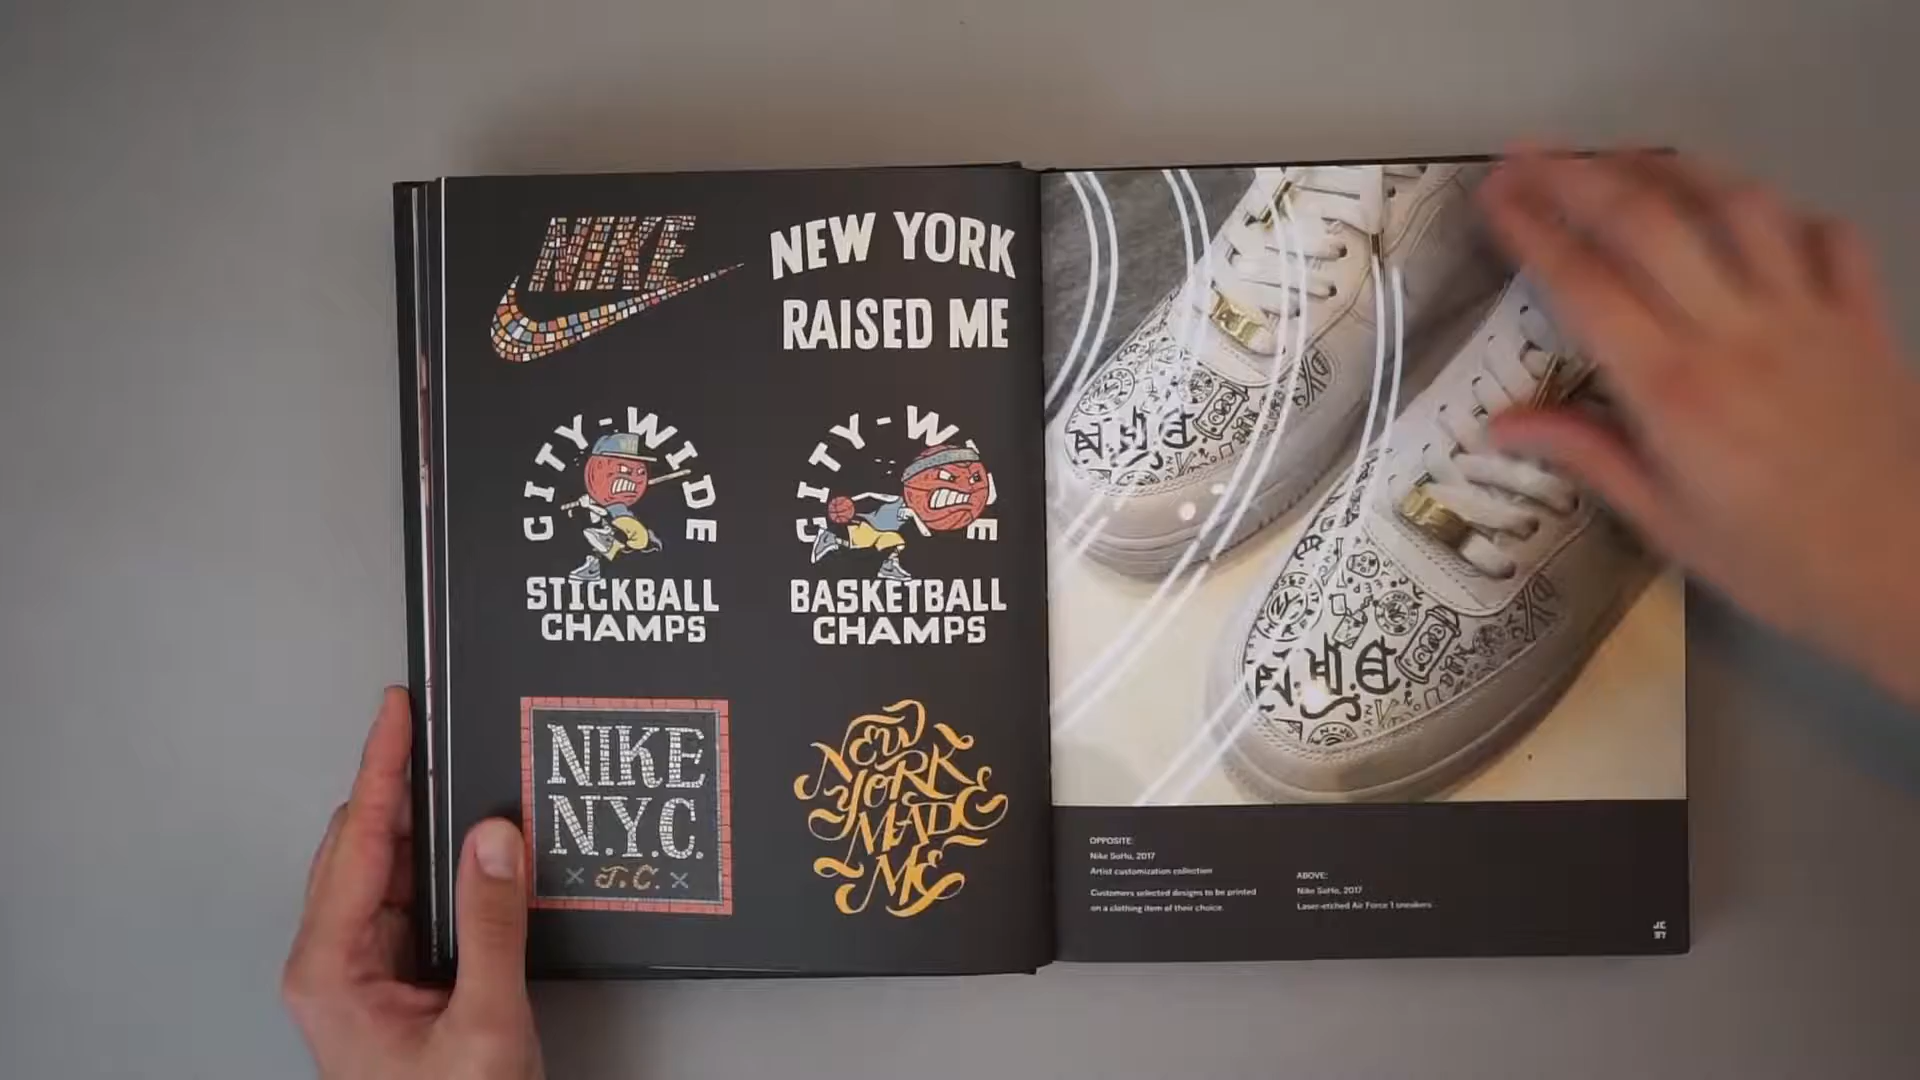 NIKE
NEW YORK
RAISED ME
CITY-WIDE
STICKBALL
CHAMPS
CITY-WIDE
BASKETBALL
CHAMPS
NIKE
N.Y.C.
J.C.
NEW
YORK
MADE
ME
N.Y.C.
N.Y.C.
OPPOSITE:
Nike SoHo, 2017
Artist customization collection
Customers selected designs to be printed
on a clothing item of their choice.
ABOVE:
Nike SoHo, 2017
Laser-etched Air Force 1 sneakers